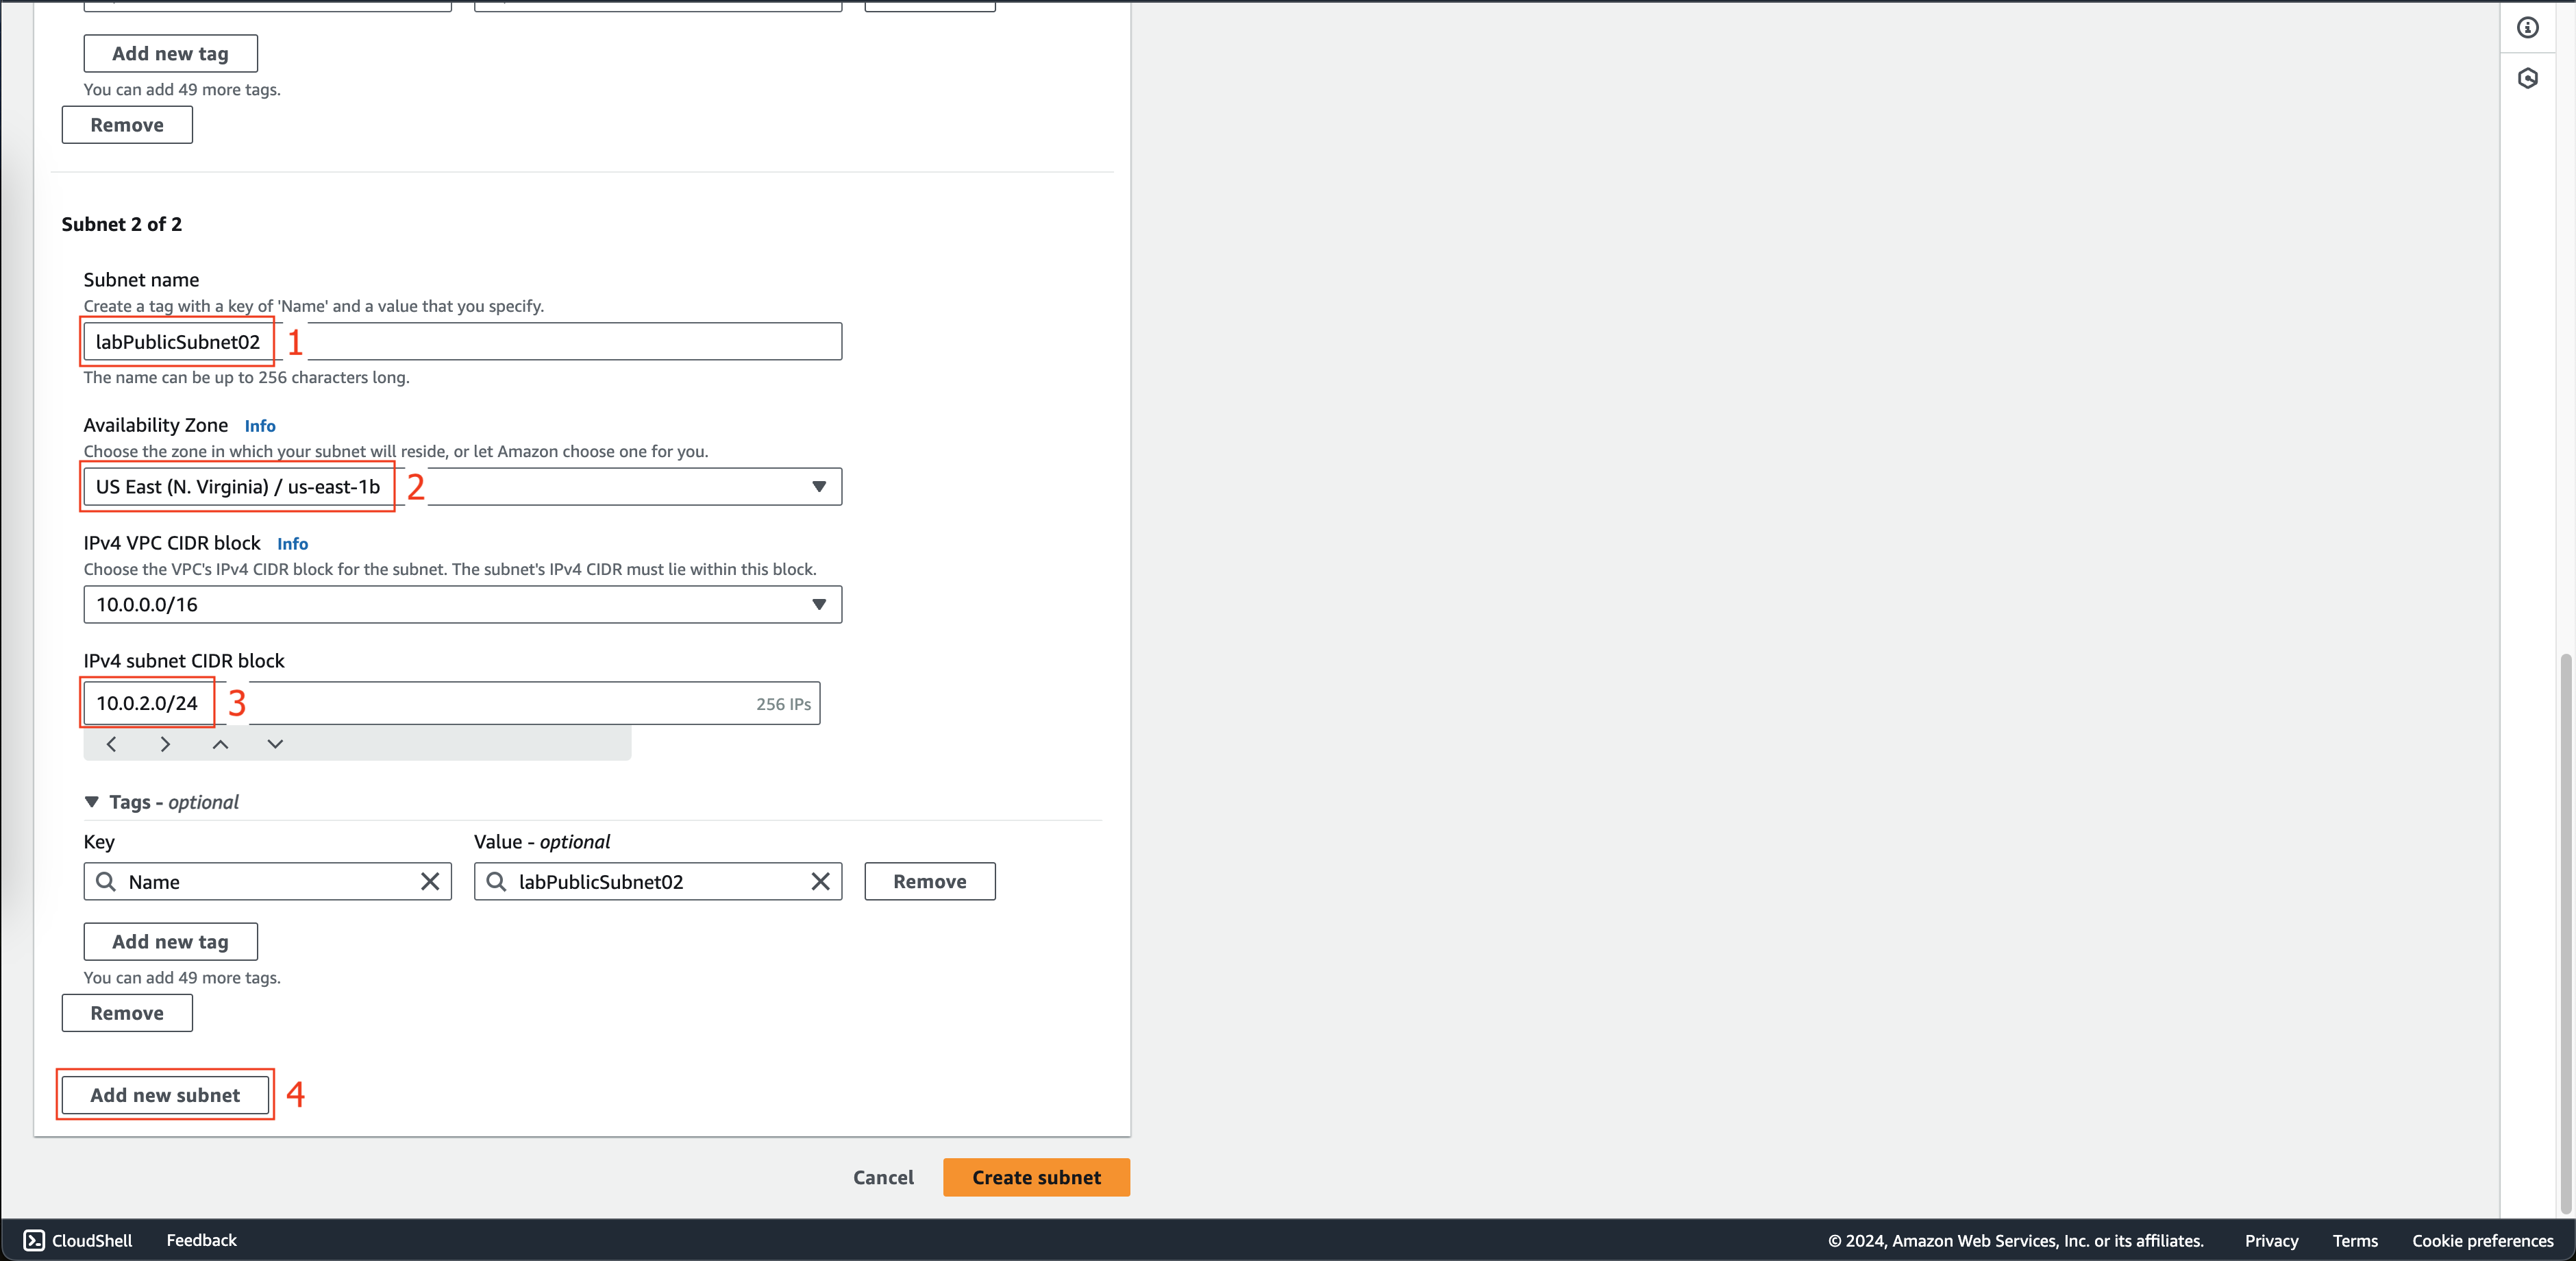 Add new tag
You can add 49 more tags.
Remove
Subnet 2 of 2
Subnet name
Create a tag with a key of 'Name' and a value that you specify.
labPublicSubnet02 1
The name can be up to 256 characters long.
Availability Zone Info
Choose the zone in which your subnet will reside, or let Amazon choose one for you.
US East (N. Virginia) / us-east-1b 2
IPv4 VPC CIDR block Info
Choose the VPC's IPv4 CIDR block for the subnet. The subnet's IPv4 CIDR must lie within this block.
10.0.0.0/16
IPv4 subnet CIDR block
10.0.2.0/24 3 256 IPs
Tags - optional
Key Value - optional
Name labPublicSubnet02 Remove
Add new tag
You can add 49 more tags.
Remove
Add new subnet 4
Cancel Create subnet
CloudShell Feedback © 2024, Amazon Web Services, Inc. or its affiliates. Privacy Terms Cookie preferences